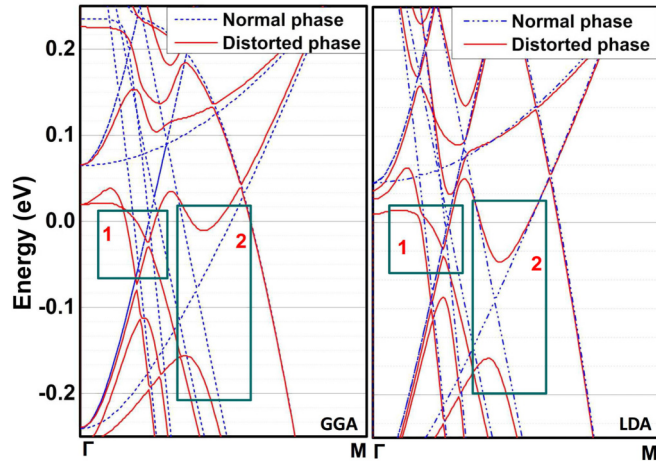 Normal phase
Distorted phase
Normal phase
Distorted phase
Energy (eV)
0.2
0.1
0.0
-0.1
-0.2
1
2
1
2
GGA
LDA
Γ
M
Γ
M